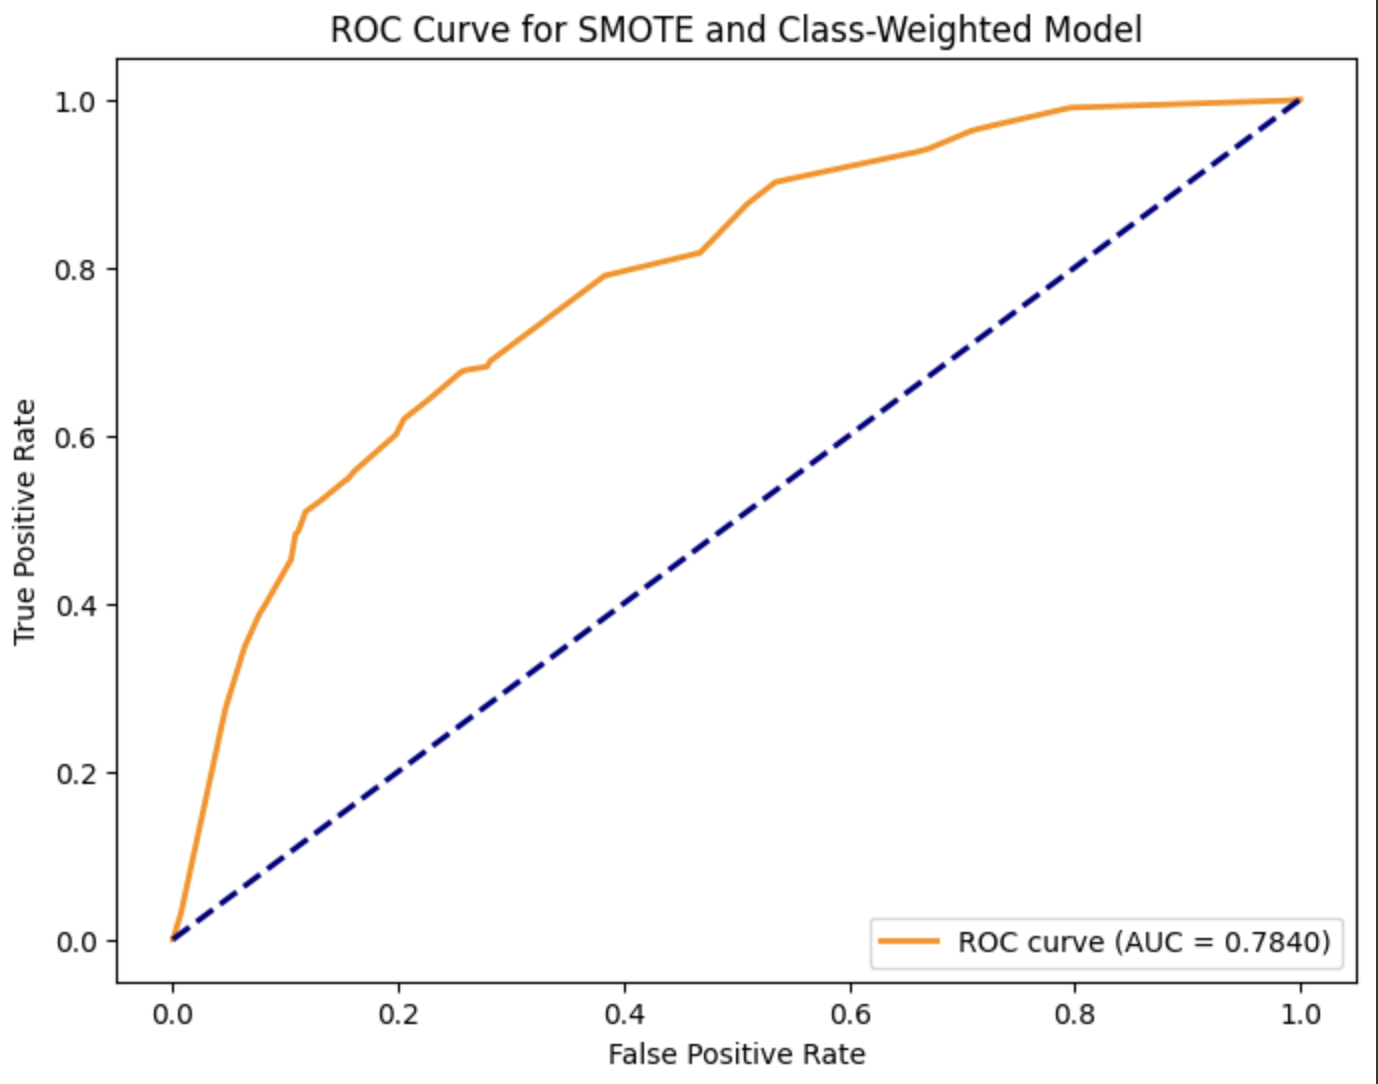 ROC Curve for SMOTE and Class-Weighted Model
1.0
0.8
0.6
0.4
0.2
0.0
True Positive Rate
ROC curve (AUC = 0.7840)
0.0 0.2 0.4 0.6 0.8 1.0
False Positive Rate